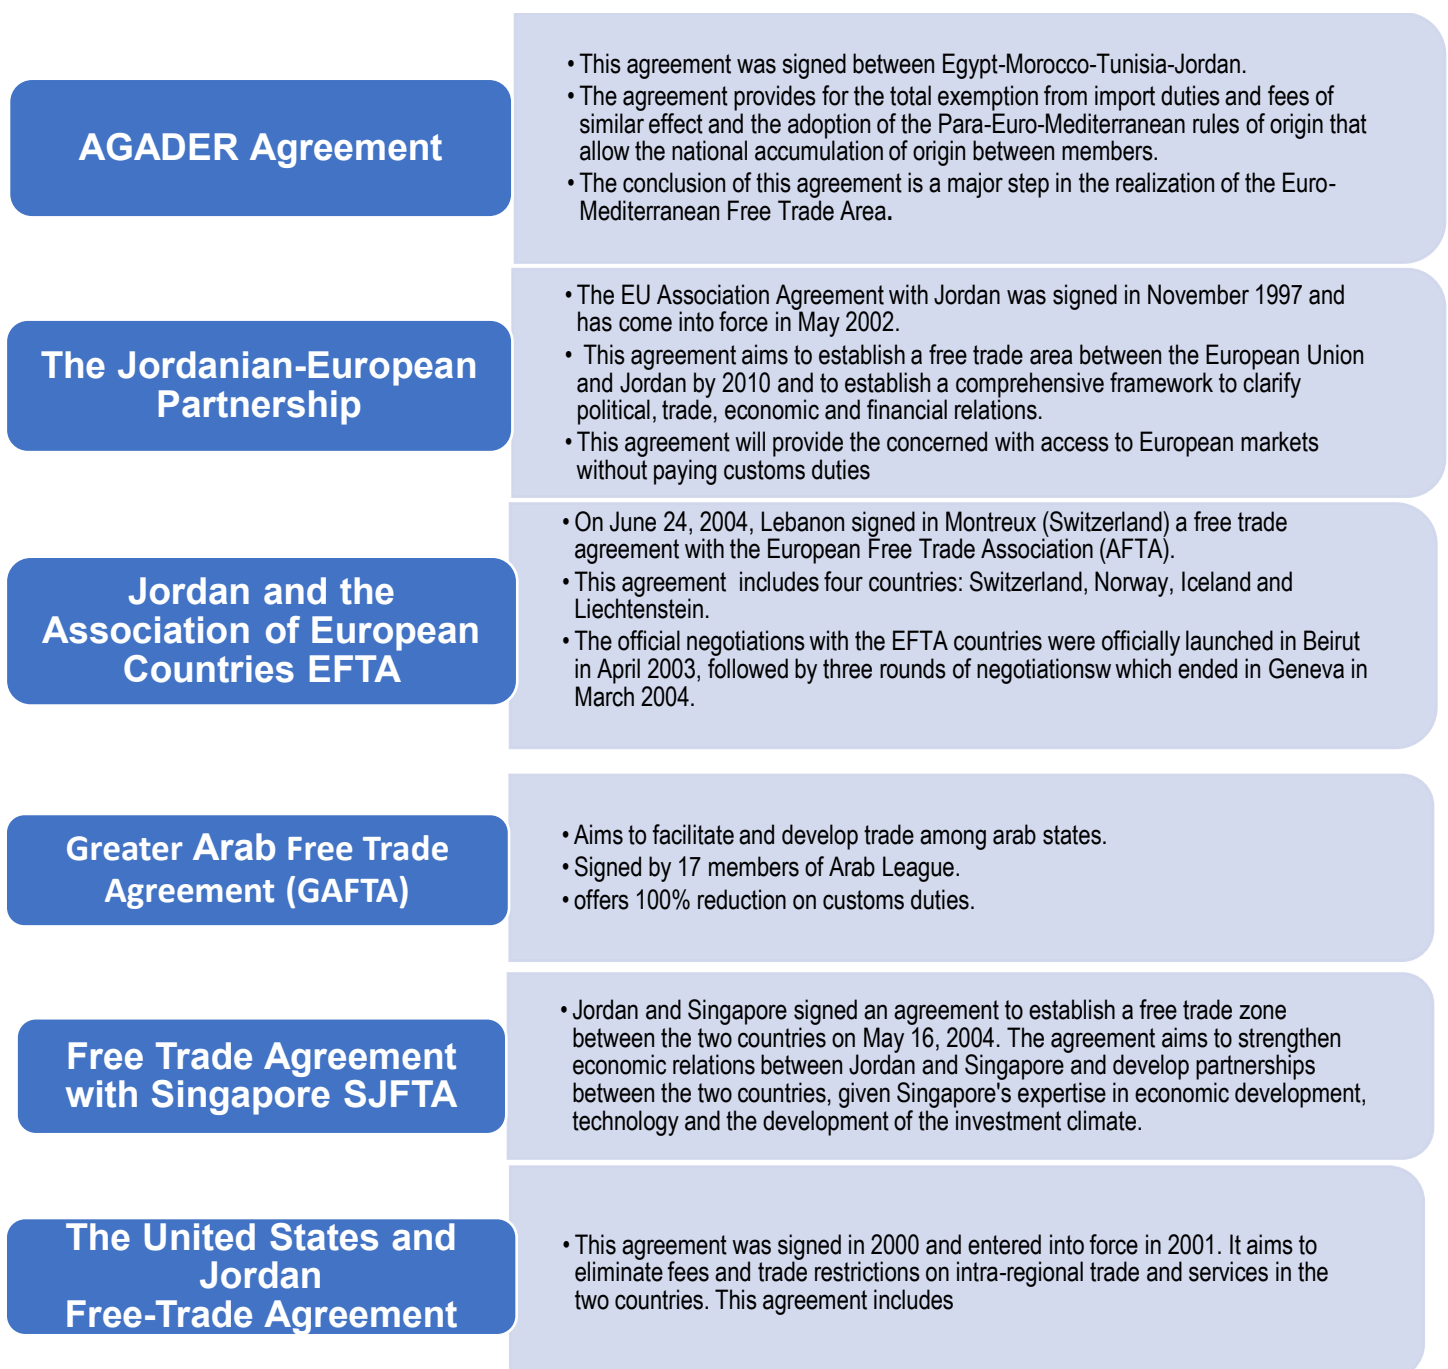 AGADER Agreement
• This agreement was signed between Egypt-Morocco-Tunisia-Jordan.
• The agreement provides for the total exemption from import duties and fees of
similar effect and the adoption of the Para-Euro-Mediterranean rules of origin that
allow the national accumulation of origin between members.
• The conclusion of this agreement is a major step in the realization of the Euro-
Mediterranean Free Trade Area.
The Jordanian-European
Partnership
• The EU Association Agreement with Jordan was signed in November 1997 and
has come into force in May 2002.
• This agreement aims to establish a free trade area between the European Union
and Jordan by 2010 and to establish a comprehensive framework to clarify
political, trade, economic and financial relations.
• This agreement will provide the concerned with access to European markets
without paying customs duties
Jordan and the
Association of European
Countries EFTA
• On June 24, 2004, Lebanon signed in Montreux (Switzerland) a free trade
agreement with the European Free Trade Association (AFTA).
• This agreement includes four countries: Switzerland, Norway, Iceland and
Liechtenstein.
• The official negotiations with the EFTA countries were officially launched in Beirut
in April 2003, followed by three rounds of negotiationsw which ended in Geneva in
March 2004.
Greater Arab Free Trade
Agreement (GAFTA)
• Aims to facilitate and develop trade among arab states.
• Signed by 17 members of Arab League.
• offers 100% reduction on customs duties.
Free Trade Agreement
with Singapore SJFTA
• Jordan and Singapore signed an agreement to establish a free trade zone
between the two countries on May 16, 2004. The agreement aims to strengthen
economic relations between Jordan and Singapore and develop partnerships
between the two countries, given Singapore's expertise in economic development,
technology and the development of the investment climate.
The United States and
Jordan
Free-Trade Agreement
• This agreement was signed in 2000 and entered into force in 2001. It aims to
eliminate fees and trade restrictions on intra-regional trade and services in the
two countries. This agreement includes